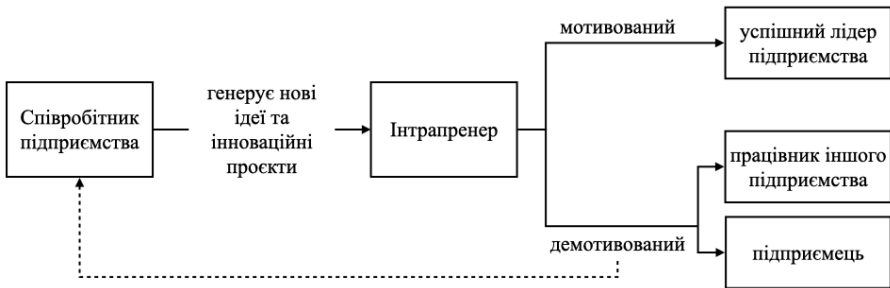 Співробітник
підприємства
генерує нові
ідеї та
інноваційні
проєкти
Інтрапренер
мотивований
успішний лідер
підприємства
демотивований
працівник іншого
підприємства
підприємець